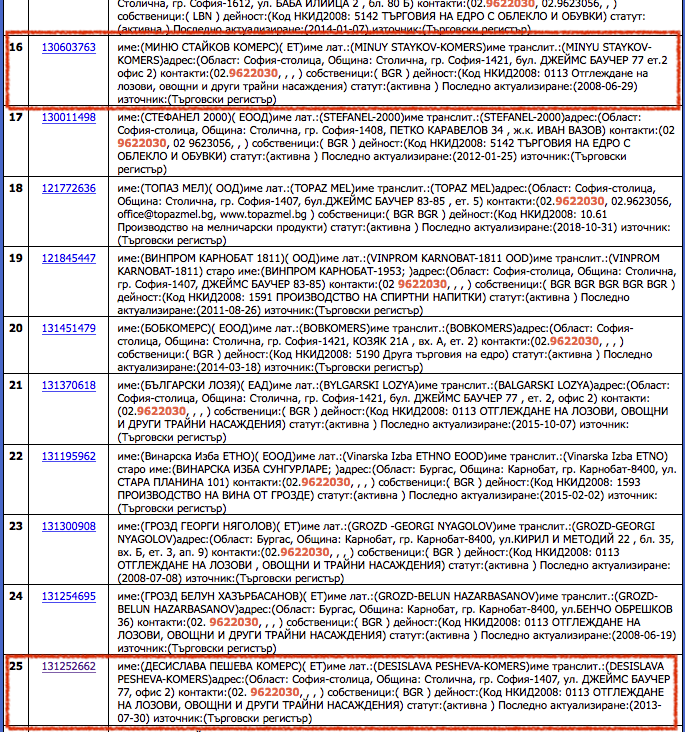 Столична, гр. София-1612, ул. БАБА ИЛИЙЦА 2 , бл. 80 Б) контакти:(02.9622030, 02.9623056, , )
собственици:( LBN ) дейност:(Код НКИД2008: 5142 ТЪРГОВИЯ НА ЕДРО С ОБЛЕКЛО И ОБУВКИ) статут:
(активна ) Последно актуализиране:(2014-01-07) източник:(Търговски регистър)
16 130603763 име:(МИНЮ СТАЙКОВ КОМЕРС)( ЕТ)име лат.:(MINUY STAYKOV-KOMERS)име транслит.:(MINYU STAYKOV-
KOMERS)адрес:(Област: София-столица, Община: Столична, гр. София-1421, бул. ДЖЕЙМС БАУЧЕР 77 ет.2
офис 2) контакти:(02.9622030, , , ) собственици:( BGR ) дейност:(Код НКИД2008: 0113 Отглеждане на
лозови, овощни и други трайни насаждения) статут:(активна ) Последно актуализиране:(2008-06-29)
източник:(Търговски регистър)
17 130011498 име:(СТЕФАНЕЛ 2000)( ЕООД)име лат.:(STEFANEL-2000)име транслит.:(STEFANEL-2000)адрес:(Област:
София-столица, Община: Столична, гр. София-1408, ПЕТКО КАРАВЕЛОВ 34 , ж.к. ИВАН ВАЗОВ) контакти:(02
9622030, 02 9623056, , ) собственици:( BGR ) дейност:(Код НКИД2008: 5142 ТЪРГОВИЯ НА ЕДРО С
ОБЛЕКЛО И ОБУВКИ) статут:(активна ) Последно актуализиране:(2012-01-25) източник:(Търговски
регистър)
18 121772636 име:(ТОПАЗ МЕЛ)( ООД)име лат.:(TOPAZ MEL)име транслит.:(TOPAZ MEL)адрес:(Област: София-столица,
Община: Столична, гр. София-1407, бул.ДЖЕЙМС БАУЧЕР 83-85 , ет. 5) контакти:(02.9622030, 02.9623056,
office@topazmel.bg, www.topazmel.bg ) собственици:( BGR BGR ) дейност:(Код НКИД2008: 10.61
Производство на мелничарски продукти) статут:(активна ) Последно актуализиране:(2018-10-31) източник:
(Търговски регистър)
19 121845447 име:(ВИНПРОМ КАРНОБАТ 1811)( ООД)име лат.:(VINPROM KARNOBAT-1811 OOD)име транслит.:(VINPROM
KARNOBAT-1811) старо име:(ВИНПРОМ КАРНОБАТ-1953; )адрес:(Област: София-столица, Община: Столична,
гр. София-1407, ДЖЕЙМС БАУЧЕР 83-85) контакти:(02 9622030, , , ) собственици:( BGR BGR BGR BGR BGR )
дейност:(Код НКИД2008: 1591 ПРОИЗВОДСТВО НА СПИРТНИ НАПИТКИ) статут:(активна ) Последно
актуализиране:(2011-08-26) източник:(Търговски регистър)
20 131451479 име:(БОБКОМЕРС)( ЕООД)име лат.:(BOBKOMERS)име транслит.:(BOBKOMERS)адрес:(Област: София-
столица, Община: Столична, гр. София-1421, КОЗЯК 21А , вх. А, ет. 2) контакти:(02.9622030, , , )
собственици:( BGR ) дейност:(Код НКИД2008: 5190 Друга търговия на едро) статут:(активна ) Последно
актуализиране:(2014-03-18) източник:(Търговски регистър)
21 131370618 име:(БЪЛГАРСКИ ЛОЗЯ)( ЕАД)име лат.:(BYLGARSKI LOZYA)име транслит.:(BALGARSKI LOZYA)адрес:(Област:
София-столица, Община: Столична, гр. София-1421, бул. ДЖЕЙМС БАУЧЕР 77 , ет. 2, офис 2) контакти:
(02.9622030, , , ) собственици:( BGR ) дейност:(Код НКИД2008: 0113 ОТГЛЕЖДАНЕ НА ЛОЗОВИ, ОВОЩНИ
И ДРУГИ ТРАЙНИ НАСАЖДЕНИЯ) статут:(активна ) Последно актуализиране:(2015-10-07) източник:
(Търговски регистър)
22 131195962 име:(Винарска Изба ЕТНО)( ЕООД)име лат.:(Vinarska Izba ETHNO EOOD)име транслит.:(Vinarska Izba ETNO)
старо име:(ВИНАРСКА ИЗБА СУНГУРЛАРЕ; )адрес:(Област: Бургас, Община: Карнобат, гр. Карнобат-8400, ул.
СТАРА ПЛАНИНА 101) контакти:(02.9622030, , , ) собственици:( BGR ) дейност:(Код НКИД2008: 1593
ПРОИЗВОДСТВО НА ВИНА ОТ ГРОЗДЕ) статут:(активна ) Последно актуализиране:(2015-02-02) източник:
(Търговски регистър)
23 131300908 име:(ГРОЗД ГЕОРГИ НЯГОЛОВ)( ЕТ)име лат.:(GROZD -GEORGI NYAGOLOV)име транслит.:(GROZD-GEORGI
NYAGOLOV)адрес:(Област: Бургас, Община: Карнобат, гр. Карнобат-8400, ул.КИРИЛ И МЕТОДИЙ 22 , бл. 35,
вх. Б, ет. 3, ап. 9) контакти:(02.9622030, , , ) собственици:( BGR ) дейност:(Код НКИД2008: 0113
ОТГЛЕЖДАНЕ НА ЛОЗОВИ , ОВОЩНИ И ТРАЙНИ НАСАЖДЕНИЯ) статут:(активна ) Последно актуализиране:
(2008-07-08) източник:(Търговски регистър)
24 131254695 име:(ГРОЗД БЕЛУН ХАЗЪРБАСАНОВ)( ЕТ)име лат.:(GROZD-BELUN HAZARBASANOV)име транслит.:(GROZD-
BELUN HAZARBASANOV)адрес:(Област: Бургас, Община: Карнобат, гр. Карнобат-8400, ул.БЕНЧО ОБРЕШКОВ
36) контакти:(02. 9622030, , , ) собственици:( BGR ) дейност:(Код НКИД2008: 0113 ОТГЛЕЖДАНЕ НА
ЛОЗОВИ, ОВОЩНИ И ДРУГИ ТРАЙНИ НАСАЖДЕНИЯ) статут:(активна ) Последно актуализиране:(2008-06-19)
източник:(Търговски регистър)
25 131252662 име:(ДЕСИСЛАВА ПЕШЕВА КОМЕРС)( ЕТ)име лат.:(DESISLAVA PESHEVA-KOMERS)име транслит.:(DESISLAVA
PESHEVA-KOMERS)адрес:(Област: София-столица, Община: Столична, гр. София-1407, ул. ДЖЕЙМС БАУЧЕР
77, офис 2) контакти:(02. 9622030, , , ) собственици:( BGR ) дейност:(Код НКИД2008: 0113 ОТГЛЕЖДАНЕ
НА ЛОЗОВИ, ОВОЩНИ И ДРУГИ ТРАЙНИ НАСАЖДЕНИЯ) статут:(активна ) Последно актуализиране:(2013-
07-30) източник:(Търговски регистър)